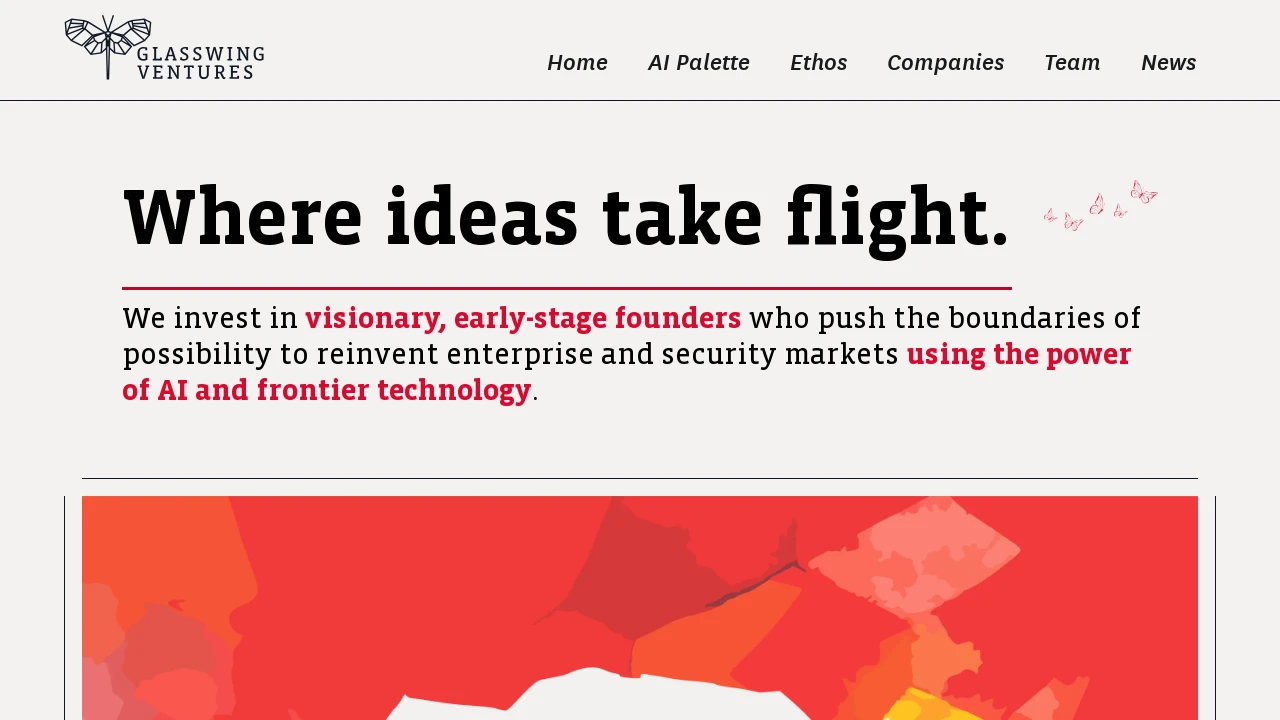 GLASSWING
VENTURES
Home AI Palette Ethos Companies Team News
Where ideas take flight.
We invest in visionary, early-stage founders who push the boundaries of
possibility to reinvent enterprise and security markets using the power
of AI and frontier technology.